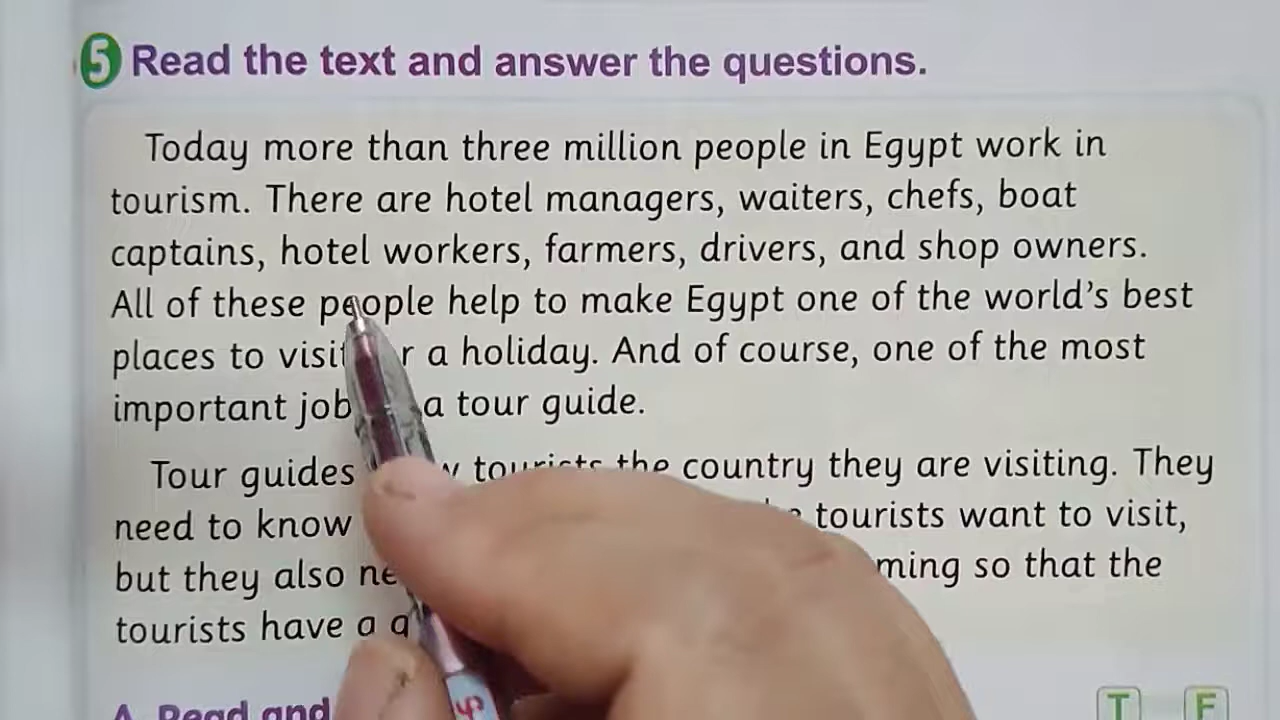 5 Read the text and answer the questions.
Today more than three million people in Egypt work in
tourism. There are hotel managers, waiters, chefs, boat
captains, hotel workers, farmers, drivers, and shop owners.
All of these people help to make Egypt one of the world's best
places to visit a holiday. And of course, one of the most
important a tour guide.
Tour guides tourists the country they are visiting. They
need to know tourists want to visit,
but they also so that the
tourists have a
A. Read and T F